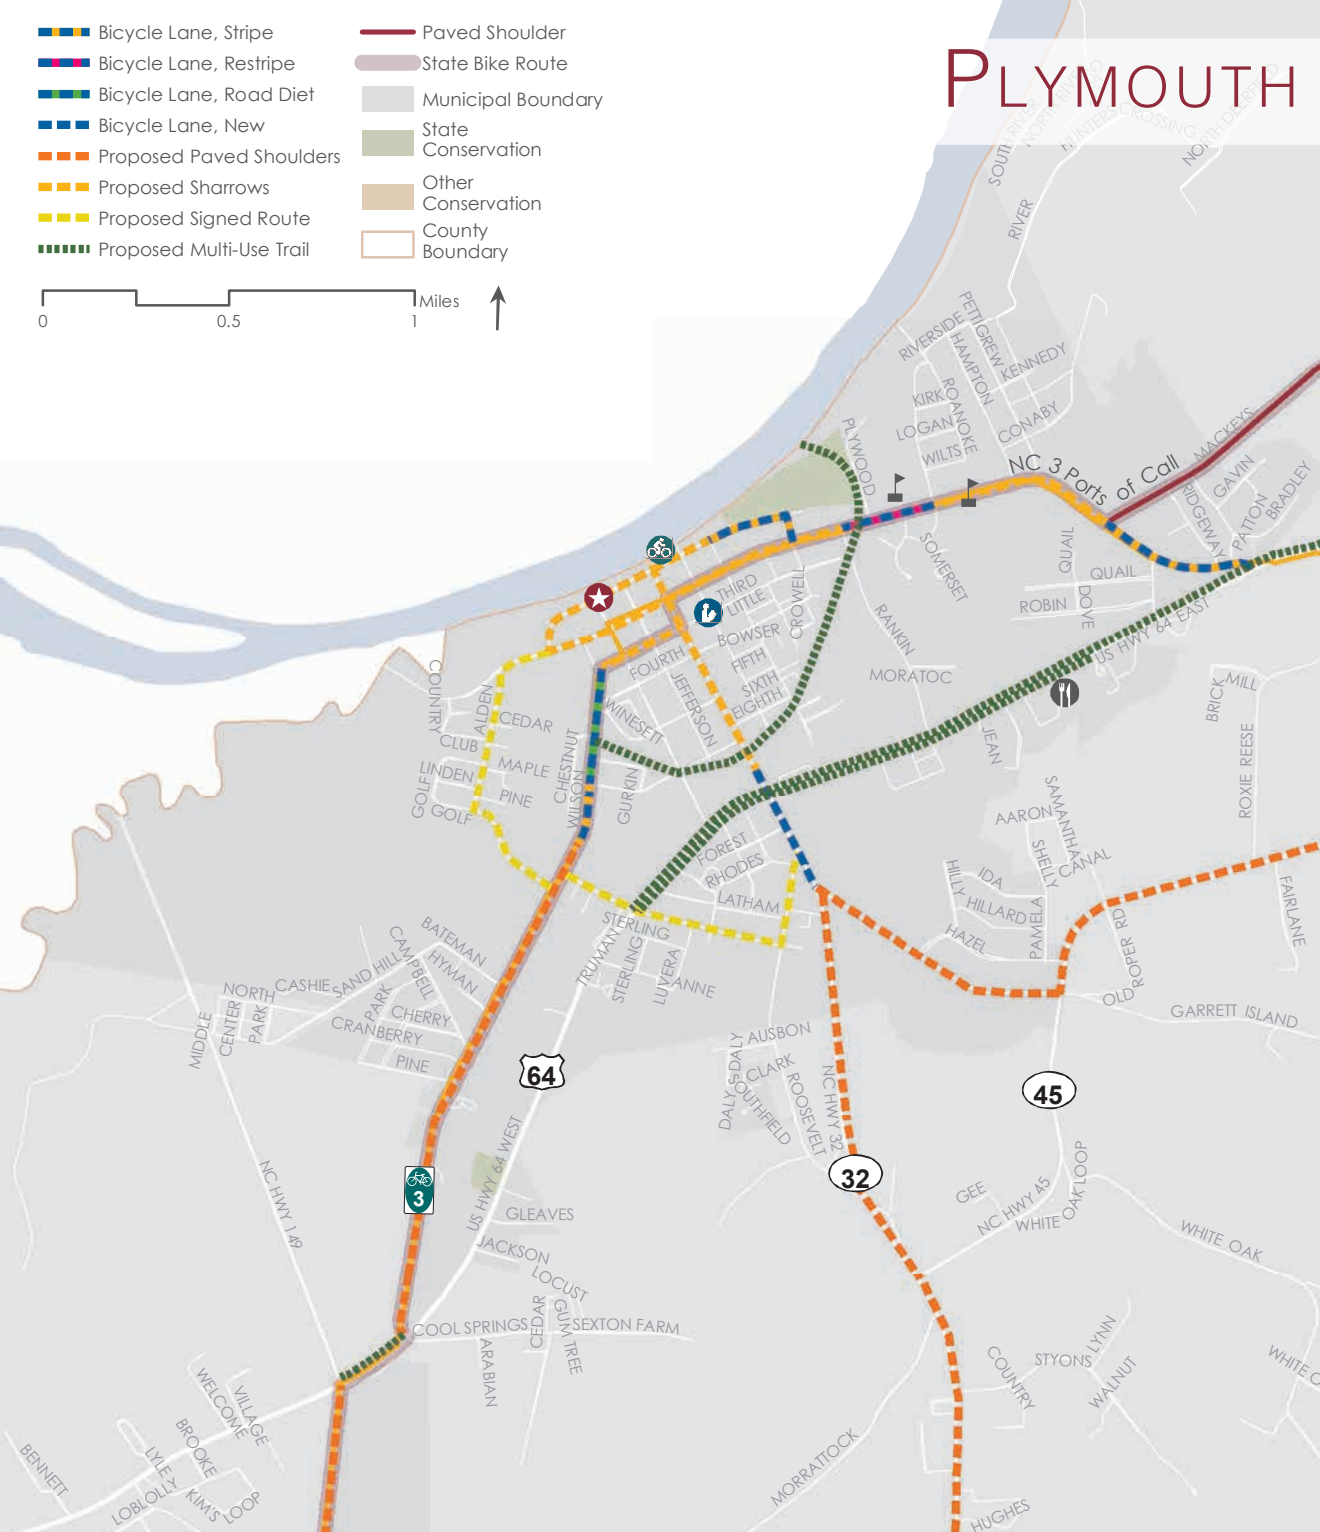 PLYMOUTH
Bicycle Lane, Stripe
Bicycle Lane, Restripe
Bicycle Lane, Road Diet
Bicycle Lane, New
Proposed Paved Shoulders
Proposed Sharrows
Proposed Signed Route
Proposed Multi-Use Trail
Paved Shoulder
State Bike Route
Municipal Boundary
State
Conservation
Other
Conservation
County
Boundary
Miles
0 0.5 1
SOUTH RIVER
HUNTERS CROSSING
NORTH DEERFIELD
RIVER
RIVERSIDE
PETTIGREW
HAMPTON
KENNEDY
KIRK
ROANOKE
LOGAN
CONABY
WILTS
PLYWOOD
NC 3 Ports of Call
MACKEYS
GAVIN
RIDGEWAY
PATTON
BRADLEY
QUAIL
QUAIL
SOMERSET
ROBIN
DOVE
US HWY 64 EAST
THIRD
LITTLE
CROWELL
BOWSER
RANKIN
FOURTH
FIFTH
SIXTH
EIGHTH
MORATOC
JEFFERSON
WINESETT
COUNTRY
ALDEN
CEDAR
CLUB
MAPLE
CHESTNUT
LINDEN
GOLF
PINE
GOLF
WILSON
GURKIN
JEAN
BRICK
MILL
ROXIE REESE
AARON
SAMANTHA
SHELLY
CANAL
FOREST
RHODES
LATHAM
HILLY
IDA
HILLARD
HAZEL
PAMELA
ROPER RD
OLD
FAIRLANE
GARRETT ISLAND
STERLING
TRUMAN
STERLING
LUVERA
ANNE
BATEMAN
CAMPBELL
HYMAN
SAND HILL
CASHIE
NORTH
PARK
CHERRY
CRANBERRY
PINE
MIDDLE
CENTER
PARK
64
AUSBON
DALY
DALYS
CLARK
SOUTHFIELD
ROOSEVELT
NC HWY 32
45
32
GEE
NC HWY 45
WHITE
OAK LOOP
WHITE OAK
3
NC HWY 149
US HWY 64 WEST
GLEAVES
JACKSON
LOCUST
COOL SPRINGS
CEDAR
GUM TREE
SEXTON FARM
ARABIAN
COUNTRY
STYONS
LYNN
WALNUT
WHITE O
WELCOME
VILLAGE
BROOKE
LYLE
BENNETT
LOBLOLLY
KIM'S
LOOP
MORRATTOCK
HUGHES